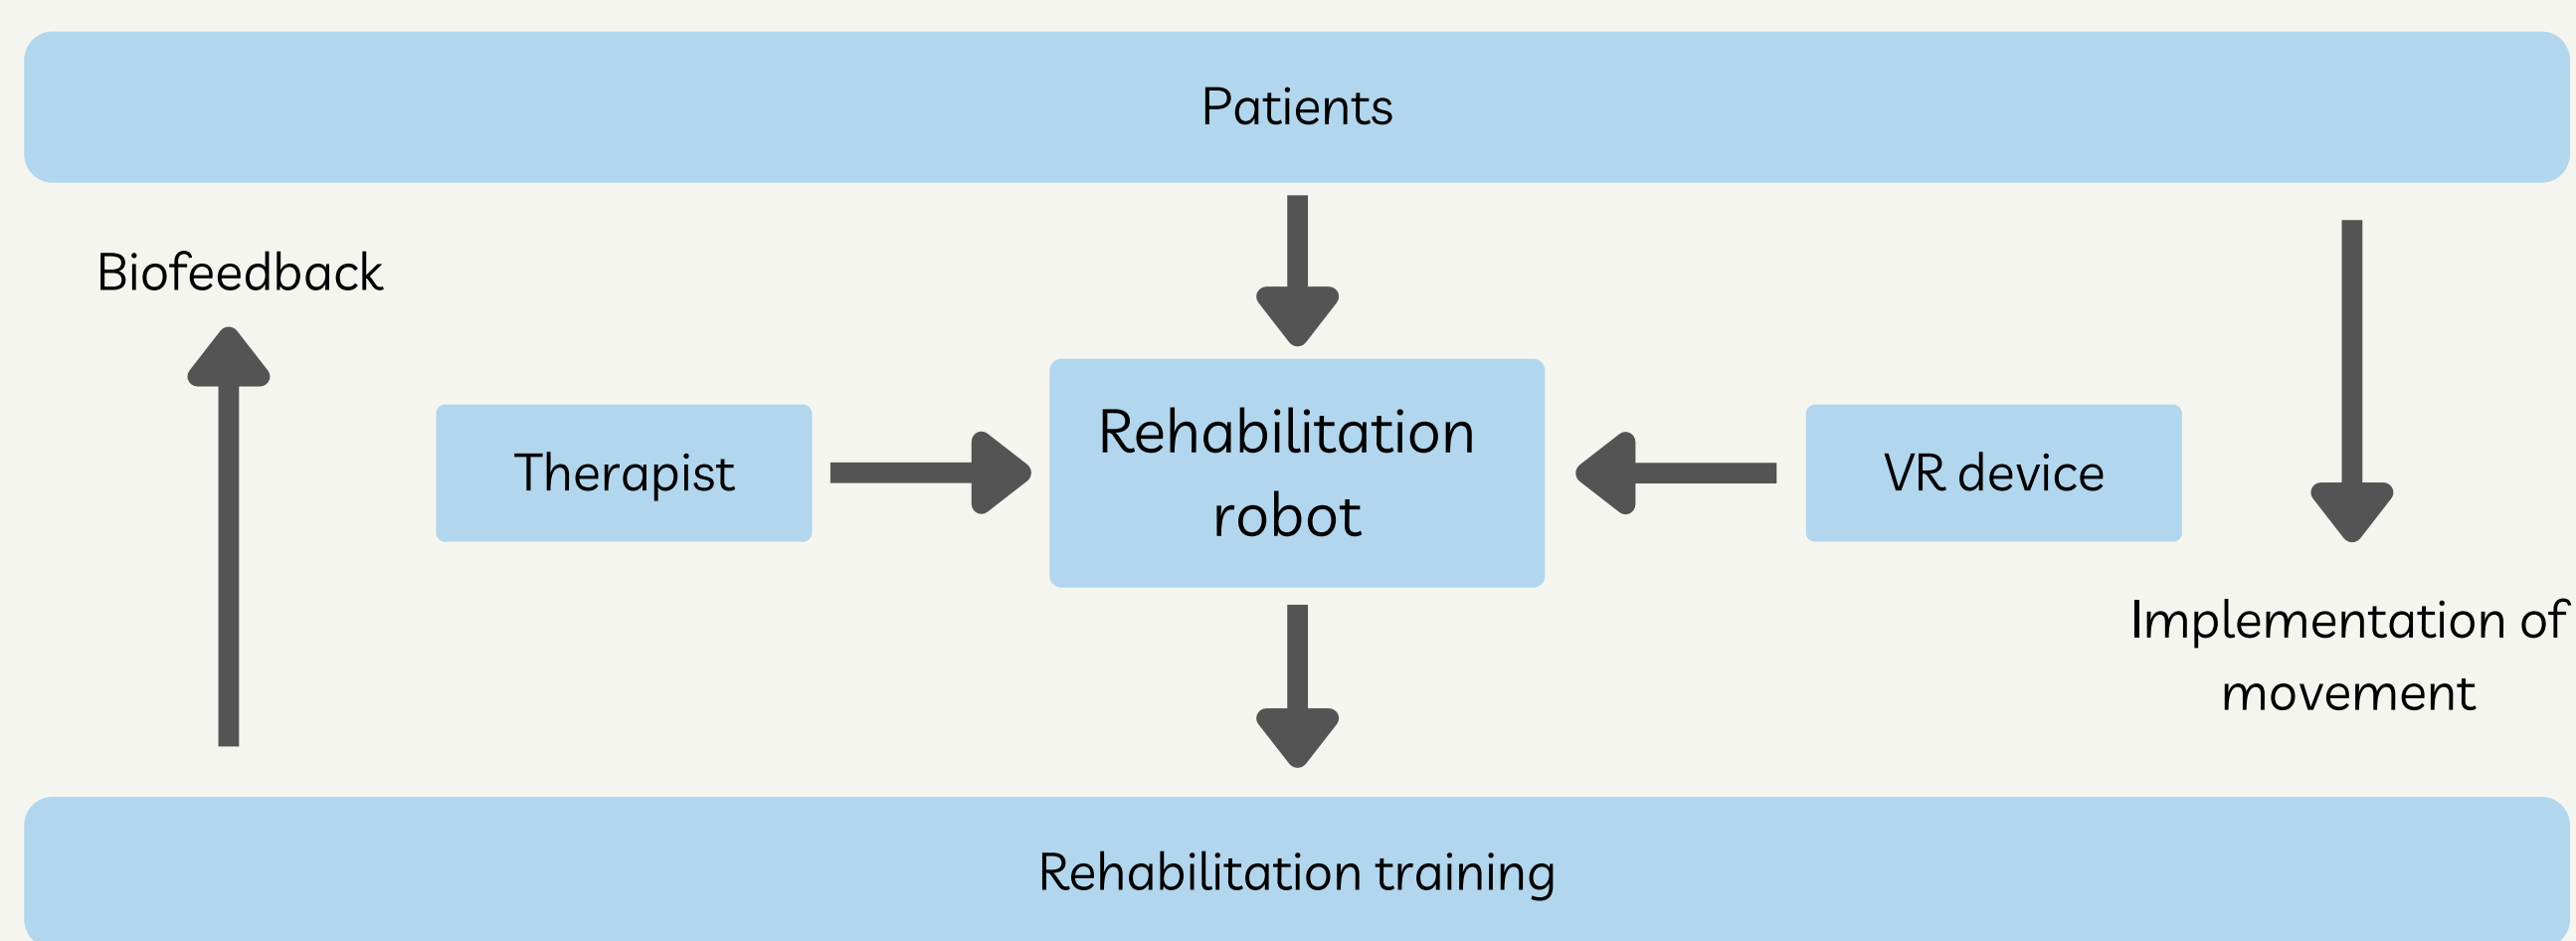 Patients
Biofeedback
Therapist
Rehabilitation
robot
VR device
Implementation of
movement
Rehabilitation training